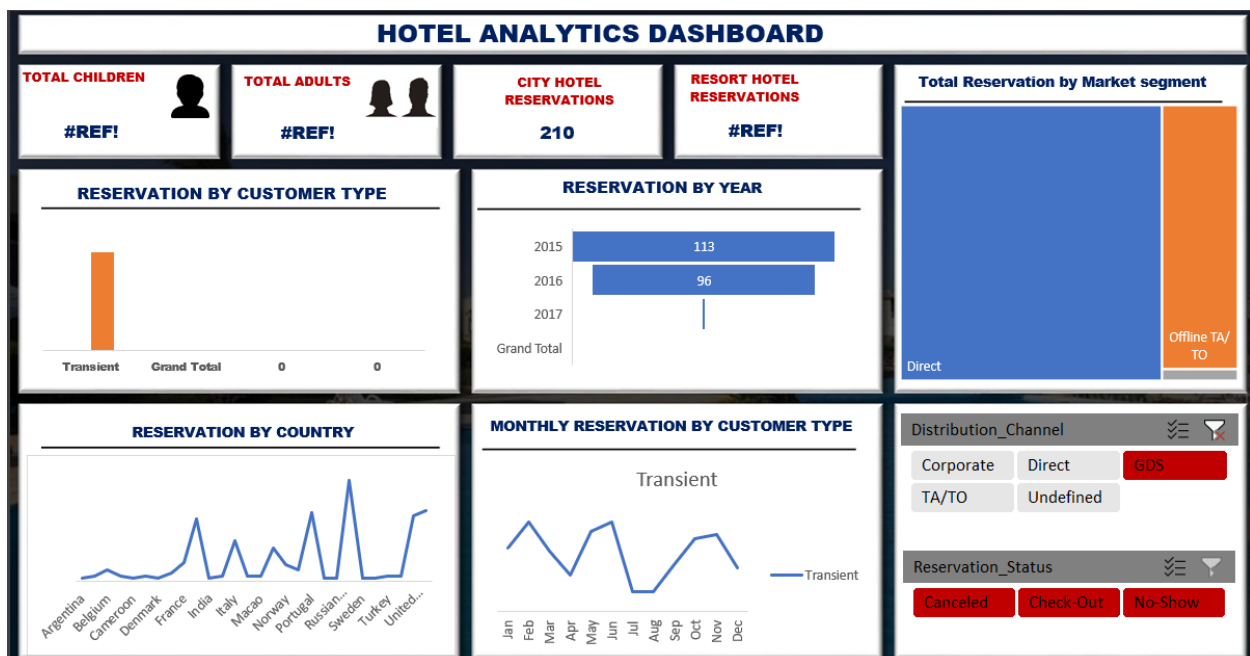 HOTEL ANALYTICS DASHBOARD
TOTAL CHILDREN
#REF!
TOTAL ADULTS
#REF!
CITY HOTEL
RESERVATIONS
210
RESORT HOTEL
RESERVATIONS
#REF!
Total Reservation by Market segment
Direct
Offline TA/
TO
RESERVATION BY CUSTOMER TYPE
Transient Grand Total 0 0
RESERVATION BY YEAR
2015 113
2016 96
2017
Grand Total
RESERVATION BY COUNTRY
Argentina
Belgium
Cameroon
Denmark
France
India
Italy
Macao
Norway
Portugal
Russian...
Sweden
Turkey
United...
MONTHLY RESERVATION BY CUSTOMER TYPE
Transient
Transient
Jan
Feb
Mar
Apr
May
Jun
Jul
Aug
Sep
Oct
Nov
Dec
Distribution_Channel
Corporate Direct GDS
TA/TO Undefined
Reservation_Status
Canceled Check-Out No-Show